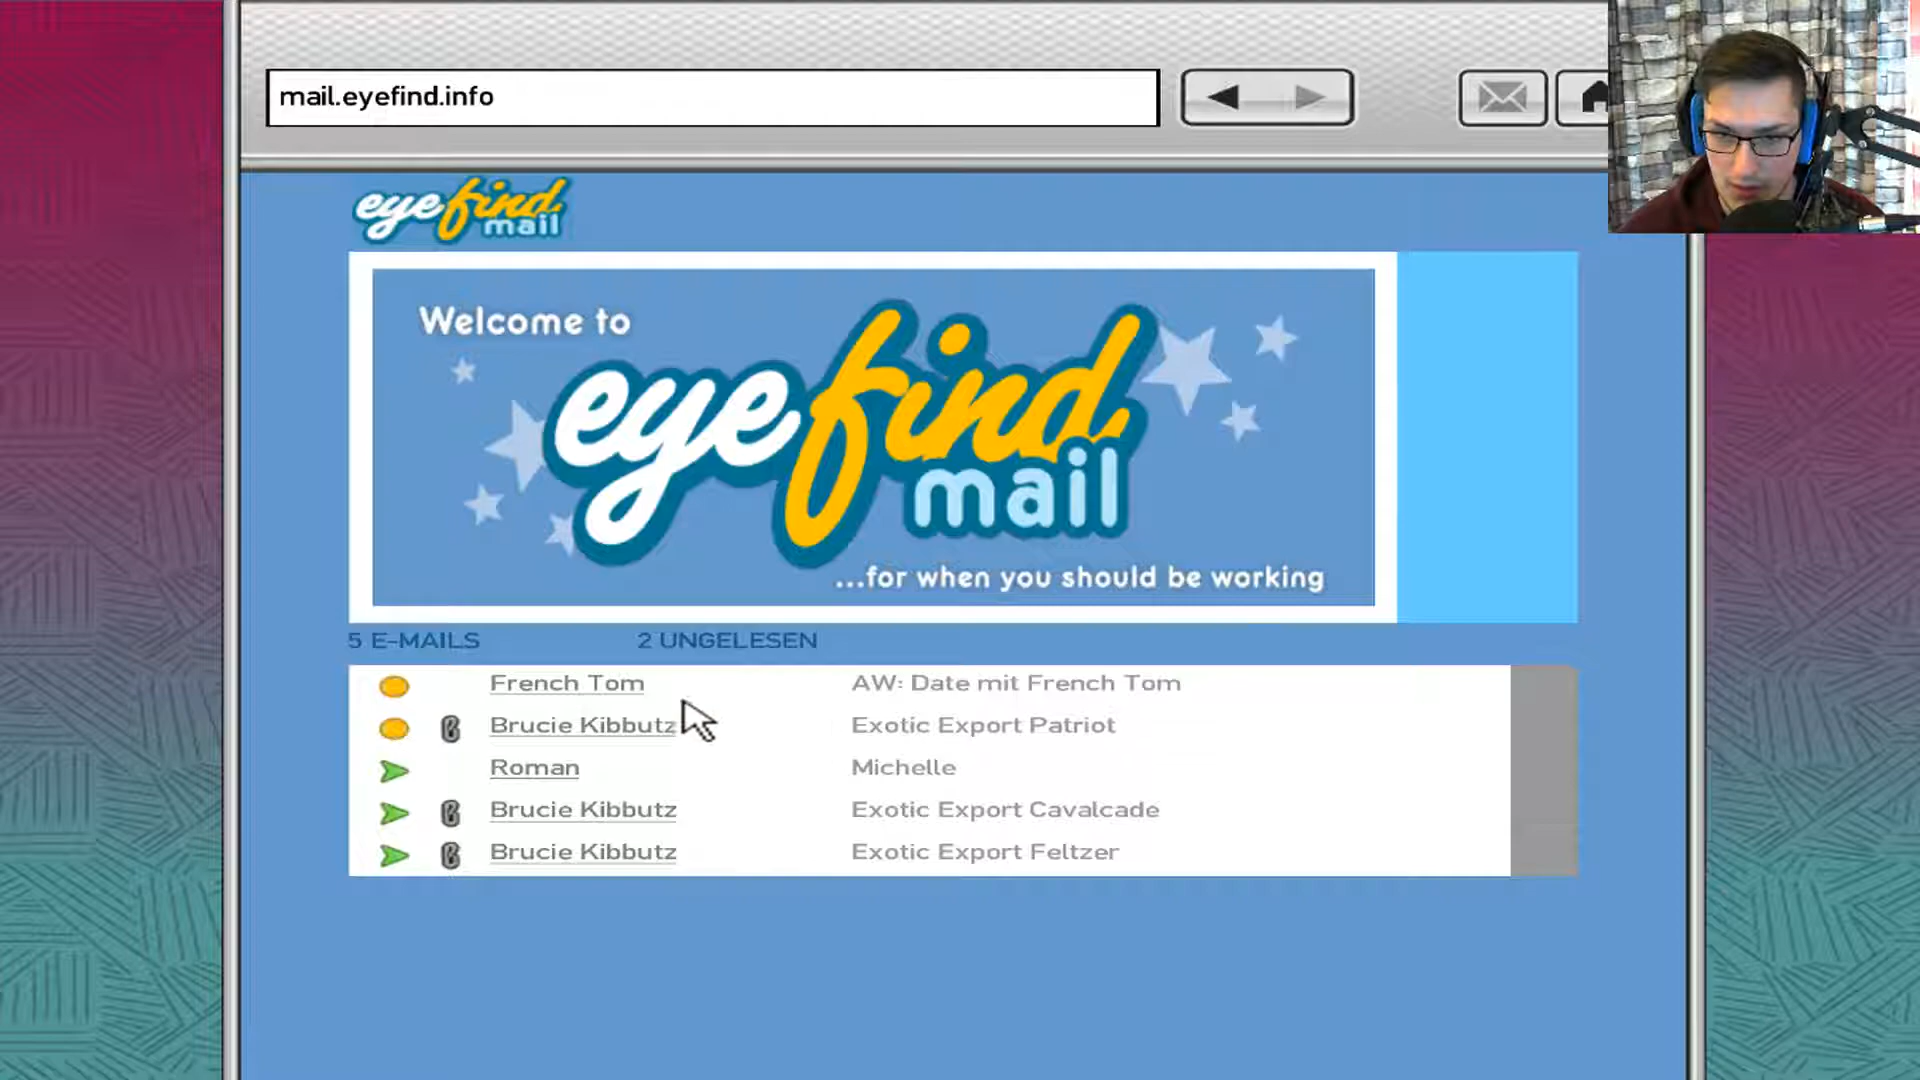 mail.eyefind.info
eyefind.
mail
Welcome to
eyefind.
mail
...for when you should be working
5 E-MAILS 2 UNGELESEN
French Tom AW: Date mit French Tom
Brucie Kibbutz Exotic Export Patriot
Roman Michelle
Brucie Kibbutz Exotic Export Cavalcade
Brucie Kibbutz Exotic Export Feltzer